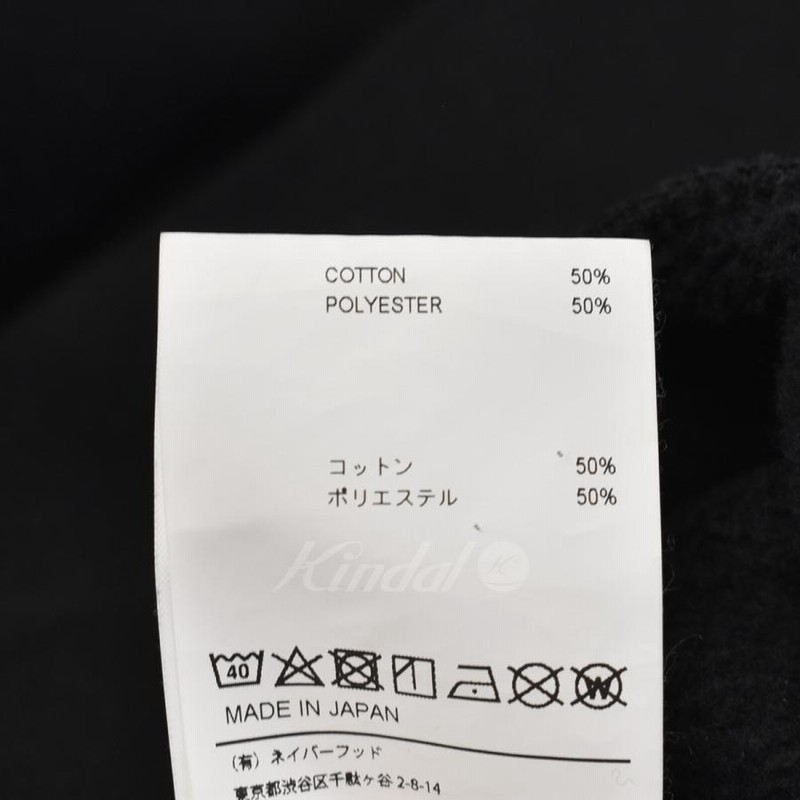 COTTON 50%
POLYESTER 50%
コットン 50%
ポリエステル 50%
Kindal K
40 W
MADE IN JAPAN
(有) ネイバーフッド
東京都渋谷区千駄ヶ谷 2-8-14